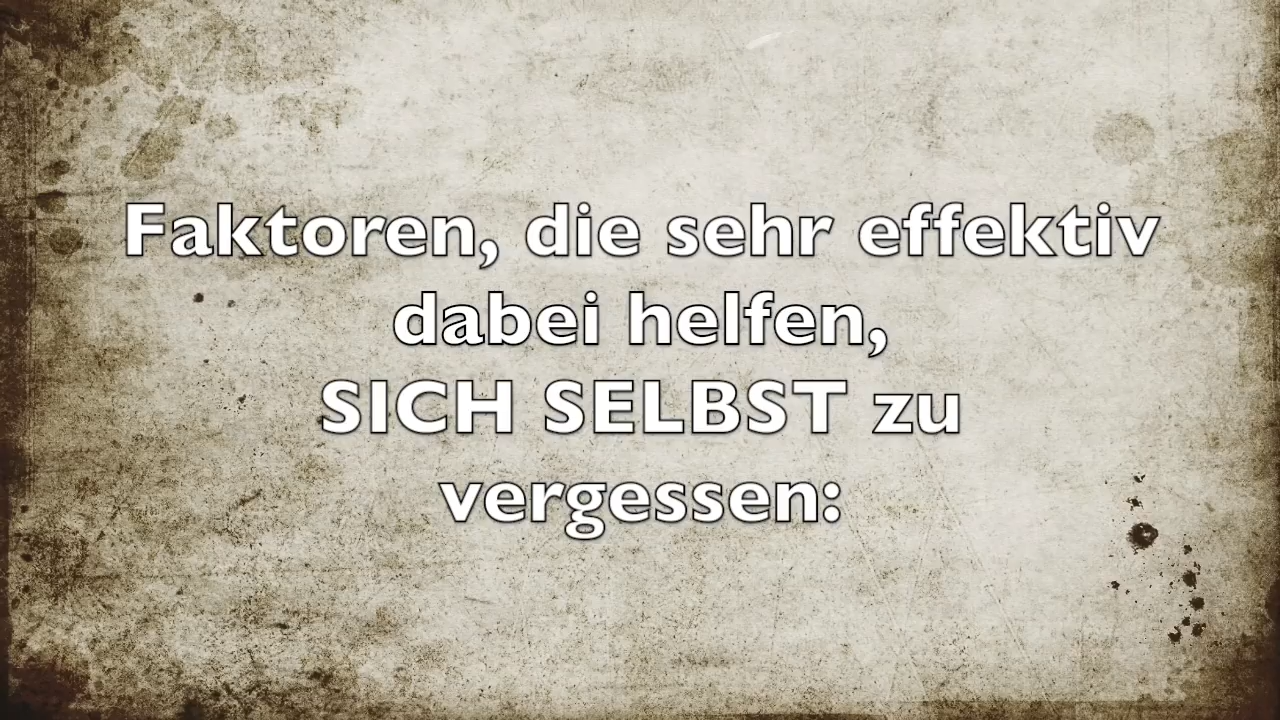 Faktoren, die sehr effektiv
dabei helfen,
SICH SELBST zu
vergessen: